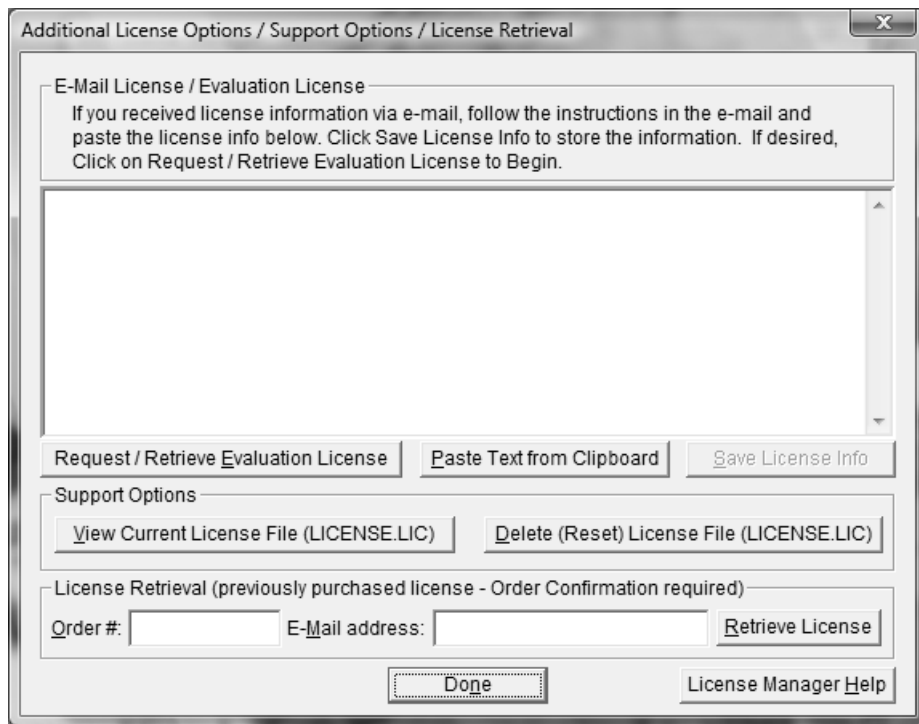 Additional License Options / Support Options / License Retrieval
X
E-Mail License / Evaluation License
If you received license information via e-mail, follow the instructions in the e-mail and
paste the license info below. Click Save License Info to store the information. If desired,
Click on Request / Retrieve Evaluation License to Begin.
Request / Retrieve Evaluation License
Paste Text from Clipboard
Save License Info
Support Options
View Current License File (LICENSE.LIC)
Delete (Reset) License File (LICENSE.LIC)
License Retrieval (previously purchased license - Order Confirmation required)
Order #:
E-Mail address:
Retrieve License
Done
License Manager Help